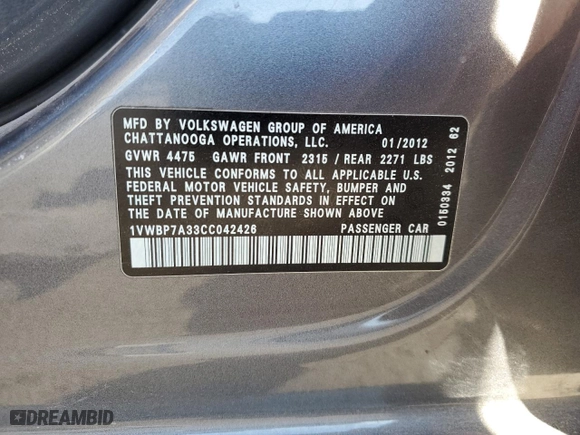 MFD BY VOLKSWAGEN GROUP OF AMERICA
CHATTANOOGA OPERATIONS, LLC. 01/2012
GVWR 4475 GAWR FRONT 2315 / REAR 2271 LBS
THIS VEHICLE CONFORMS TO ALL APPLICABLE U.S.
FEDERAL MOTOR VEHICLE SAFETY, BUMPER AND
THEFT PREVENTION STANDARDS IN EFFECT ON
THE DATE OF MANUFACTURE SHOWN ABOVE
1VWBP7A33CC042426 PASSENGER CAR
0150334 2012 62
DREAMBID